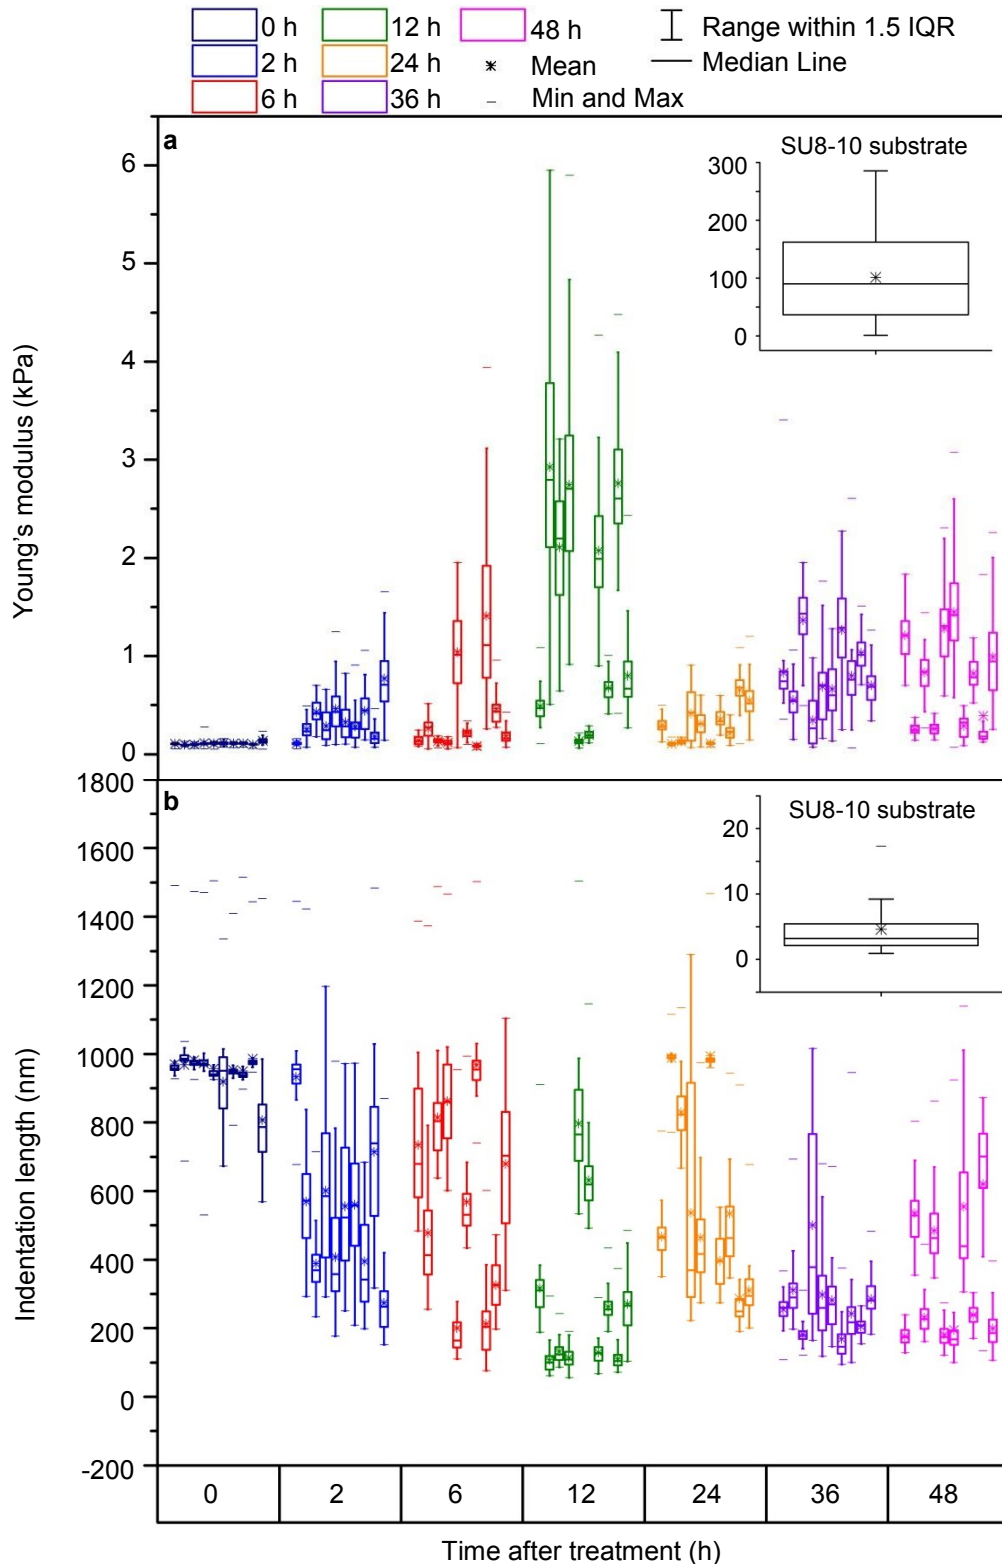 0 h 12 h 48 h Range within 1.5 IQR
2 h 24 h Mean Median Line
6 h 36 h Min and Max
a
SU8-10 substrate
300
200
100
0
6
5
4
3
2
1
0
Young's modulus (kPa)
b
SU8-10 substrate
20
10
0
1800
1600
1400
1200
1000
800
600
400
200
0
-200
Indentation length (nm)
0 2 6 12 24 36 48
Time after treatment (h)